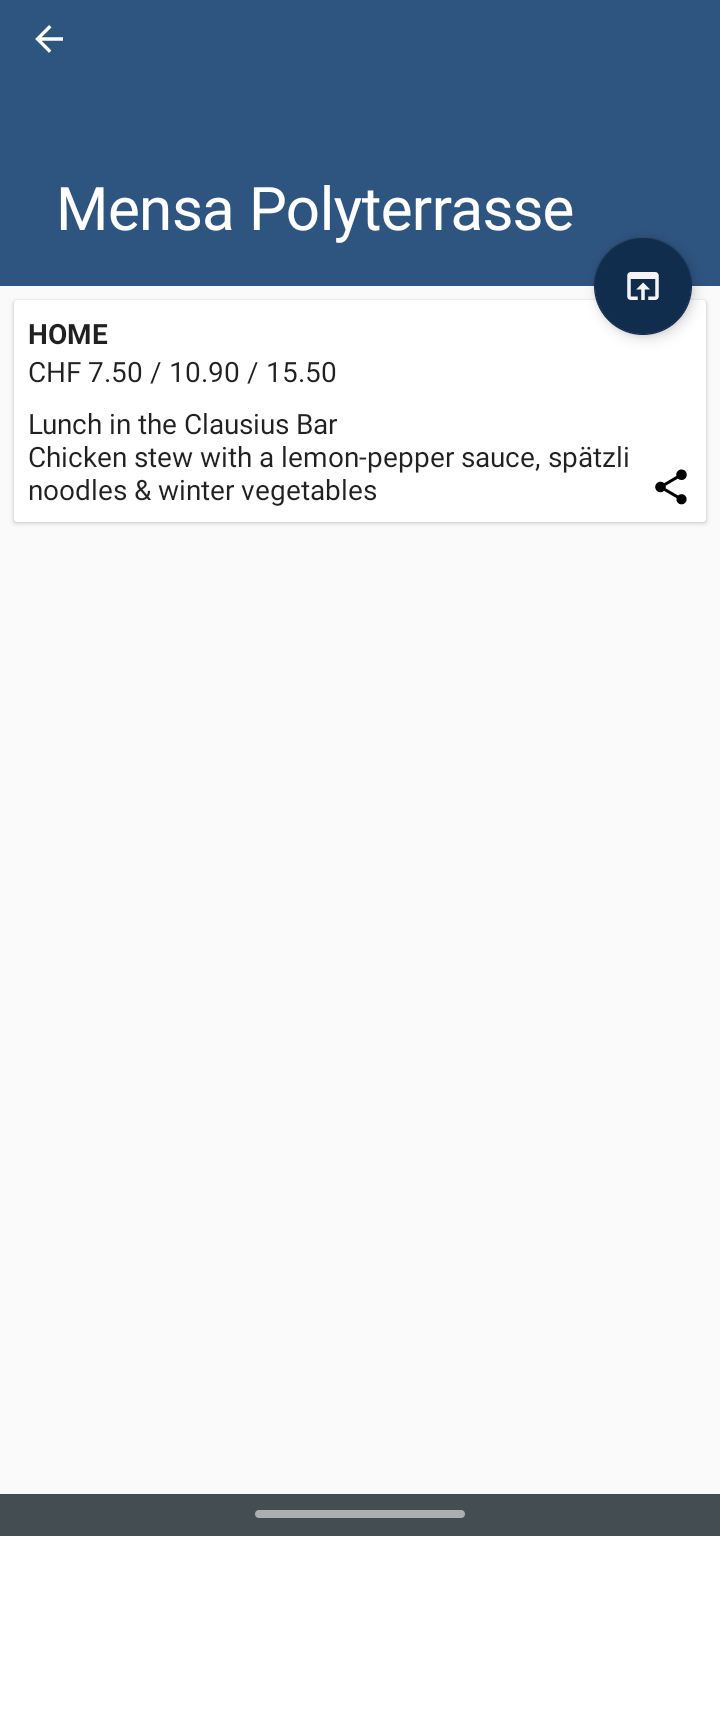 Mensa Polyterrasse
HOME
CHF 7.50 / 10.90 / 15.50
Lunch in the Clausius Bar
Chicken stew with a lemon-pepper sauce, spätzli
noodles & winter vegetables